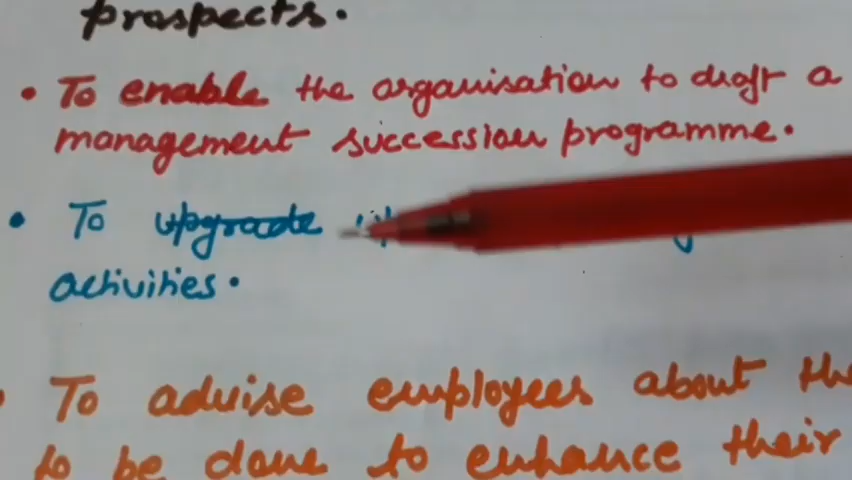 prospects.
• To enable the organisation to draft a
management succession programme.
• To upgrade
activities.
To advise employees about the
to be done to enhance their